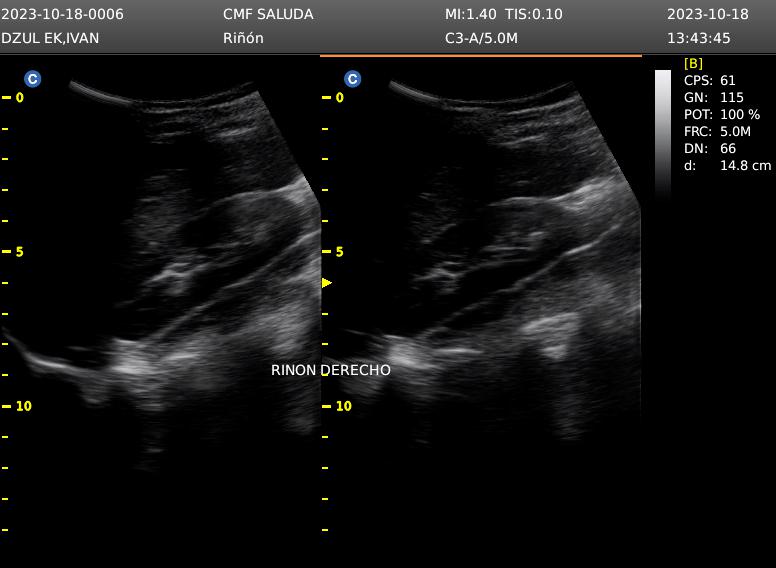 2023-10-18-0006 CMF SALUDA MI:1.40 TIS:0.10 2023-10-18
DZUL EK,IVAN Riñón C3-A/5.0M 13:43:45
C C
[B]
CPS: 61
GN: 115
POT: 100 %
FRC: 5.0M
DN: 66
d: 14.8 cm
0 0
5 5
RINON DERECHO
10 10